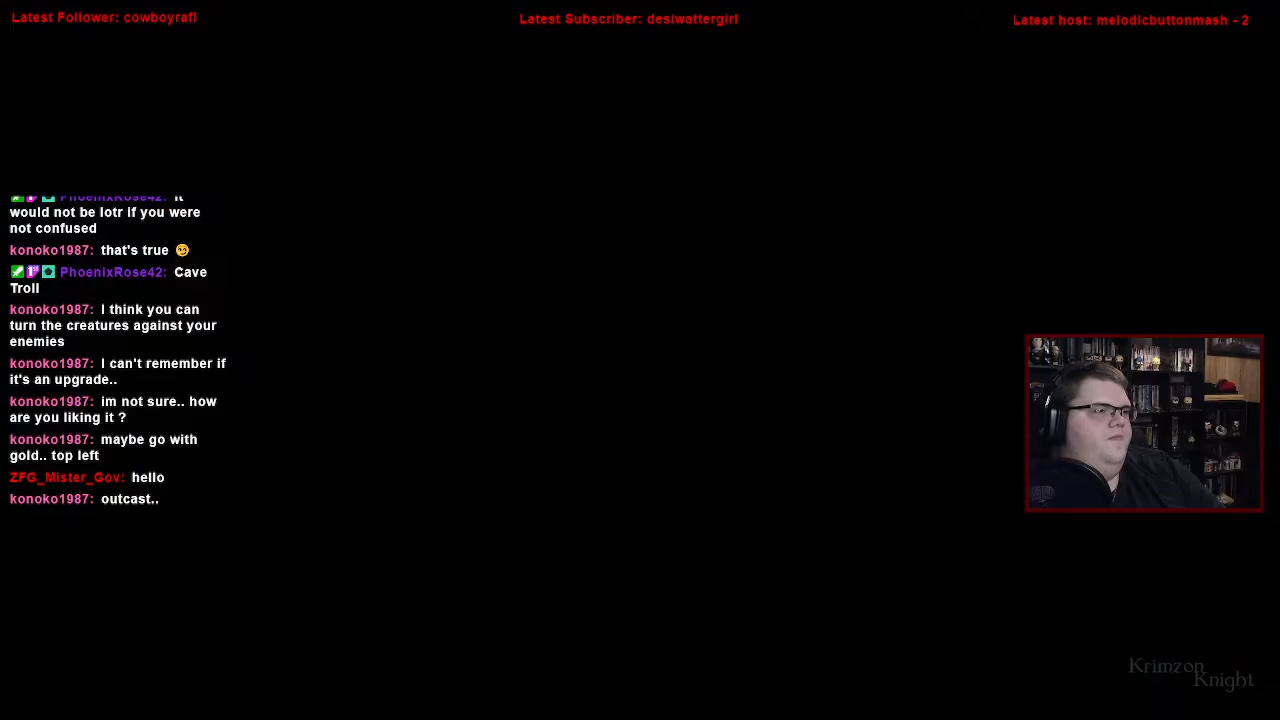 Latest Follower: cowboyrafl
Latest Subscriber: desiwattergirl
Latest host: melodicbuttonmash - 2
PhoenixRose42: it
would not be lotr if you were
not confused
konoko1987: that's true 😏
PhoenixRose42: Cave
Troll
konoko1987: I think you can
turn the creatures against your
enemies
konoko1987: I can't remember if
it's an upgrade..
konoko1987: im not sure.. how
are you liking it ?
konoko1987: maybe go with
gold.. top left
ZFG_Mister_Gov: hello
konoko1987: outcast..
Krimzon
Knight